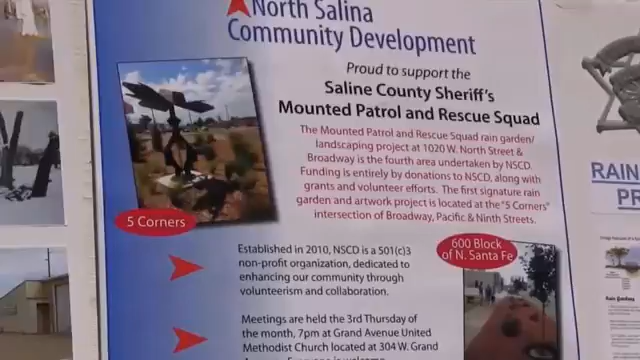 North Salina
Community Development
Proud to support the
Saline County Sheriff's
Mounted Patrol and Rescue Squad
The Mounted Patrol and Rescue Squad rain garden/
landscaping project at 1020 W. North Street &
Broadway is the fourth area undertaken by NSCD.
Funding is entirely by donations to NSCD, along with
grants and volunteer efforts. The first signature rain
garden and artwork project is located at the "5 Corners"
intersection of Broadway, Pacific & Ninth Streets.
5 Corners
600 Block
of N. Santa Fe
Established in 2010, NSCD is a 501(c)3
non-profit organization, dedicated to
enhancing our community through
volunteerism and collaboration.
Meetings are held the 3rd Thursday of
the month, 7pm at Grand Avenue United
Methodist Church located at 304 W. Grand
RAIN
PR
Rain Gardens